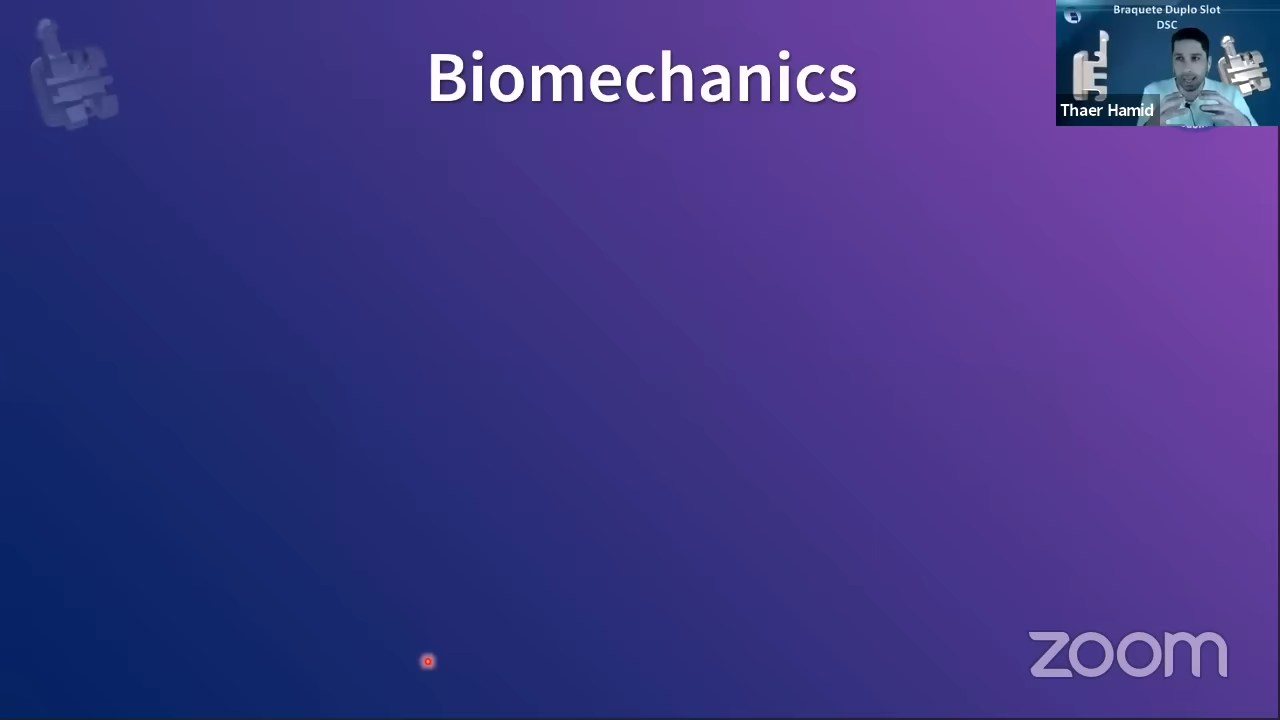 Biomechanics
Braquete Duplo Slot
DSC
Thaer Hamid
zoom